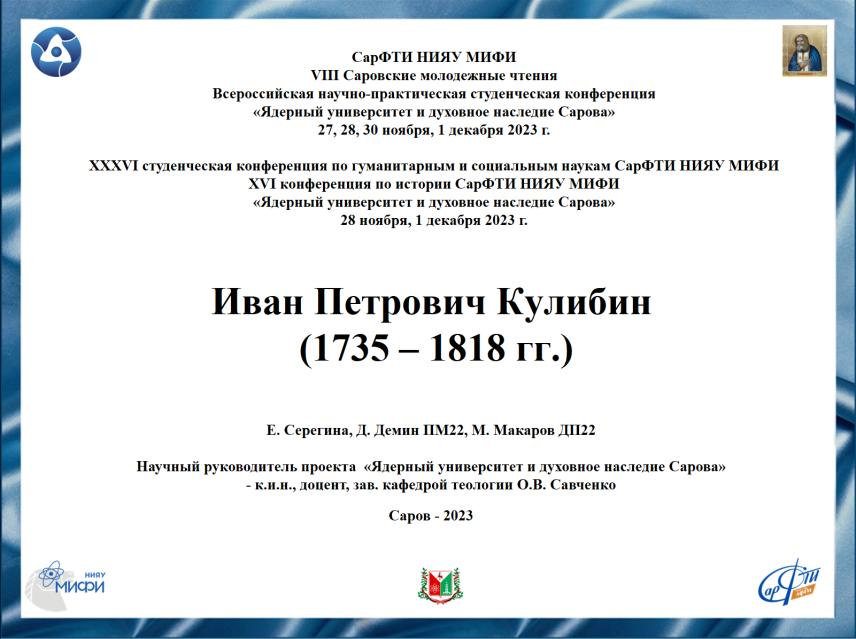 СарФТИ НИЯУ МИФИ
VIII Саровские молодежные чтения
Всероссийская научно-практическая студенческая конференция
«Ядерный университет и духовное наследие Сарова»
27, 28, 30 ноября, 1 декабря 2023 г.
XXXVI студенческая конференция по гуманитарным и социальным наукам СарФТИ НИЯУ МИФИ
XVI конференция по истории СарФТИ НИЯУ МИФИ
«Ядерный университет и духовное наследие Сарова»
28 ноября, 1 декабря 2023 г.
Иван Петрович Кулибин
(1735 – 1818 гг.)
Е. Серегина, Д. Демин ПМ22, М. Макаров ДП22
Научный руководитель проекта «Ядерный университет и духовное наследие Сарова»
- к.и.н., доцент, зав. кафедрой теологии О.В. Савченко
Саров - 2023
НИЯУ
МИФИ
СарФТИ